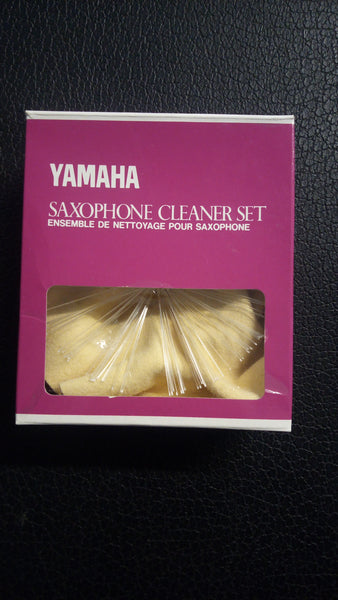 YAMAHA
SAXOPHONE CLEANER SET
ENSEMBLE DE NETTOYAGE POUR SAXOPHONE